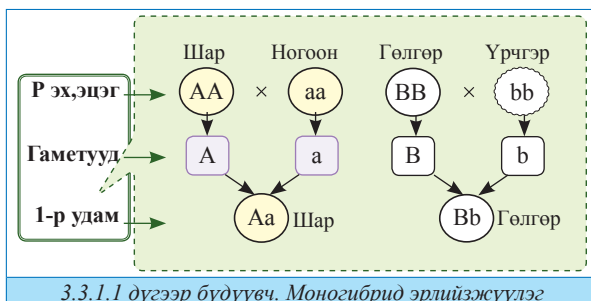 Шар Ногоон Гөлгөр Үрчгэр
Р эх,эцэг AA × aa BB × bb
Гаметууд A a B b
1-р удам Aa Шар Bb Гөлгөр
3.3.1.1 дүгээр бүдүүвч. Моногибрид эрлийзжүүлэг